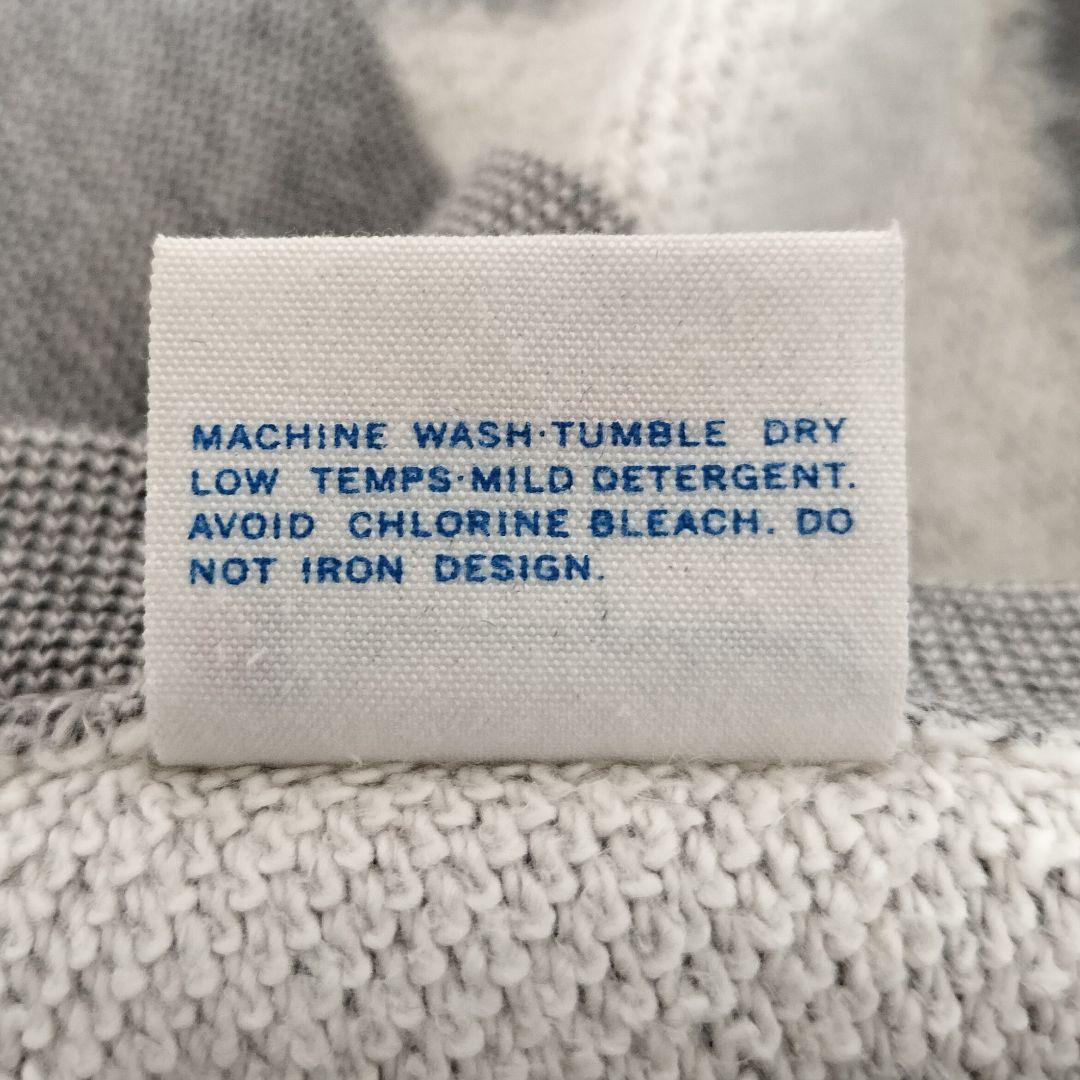 MACHINE WASH·TUMBLE DRY
LOW TEMPS·MILD DETERGENT.
AVOID CHLORINE BLEACH. DO
NOT IRON DESIGN.